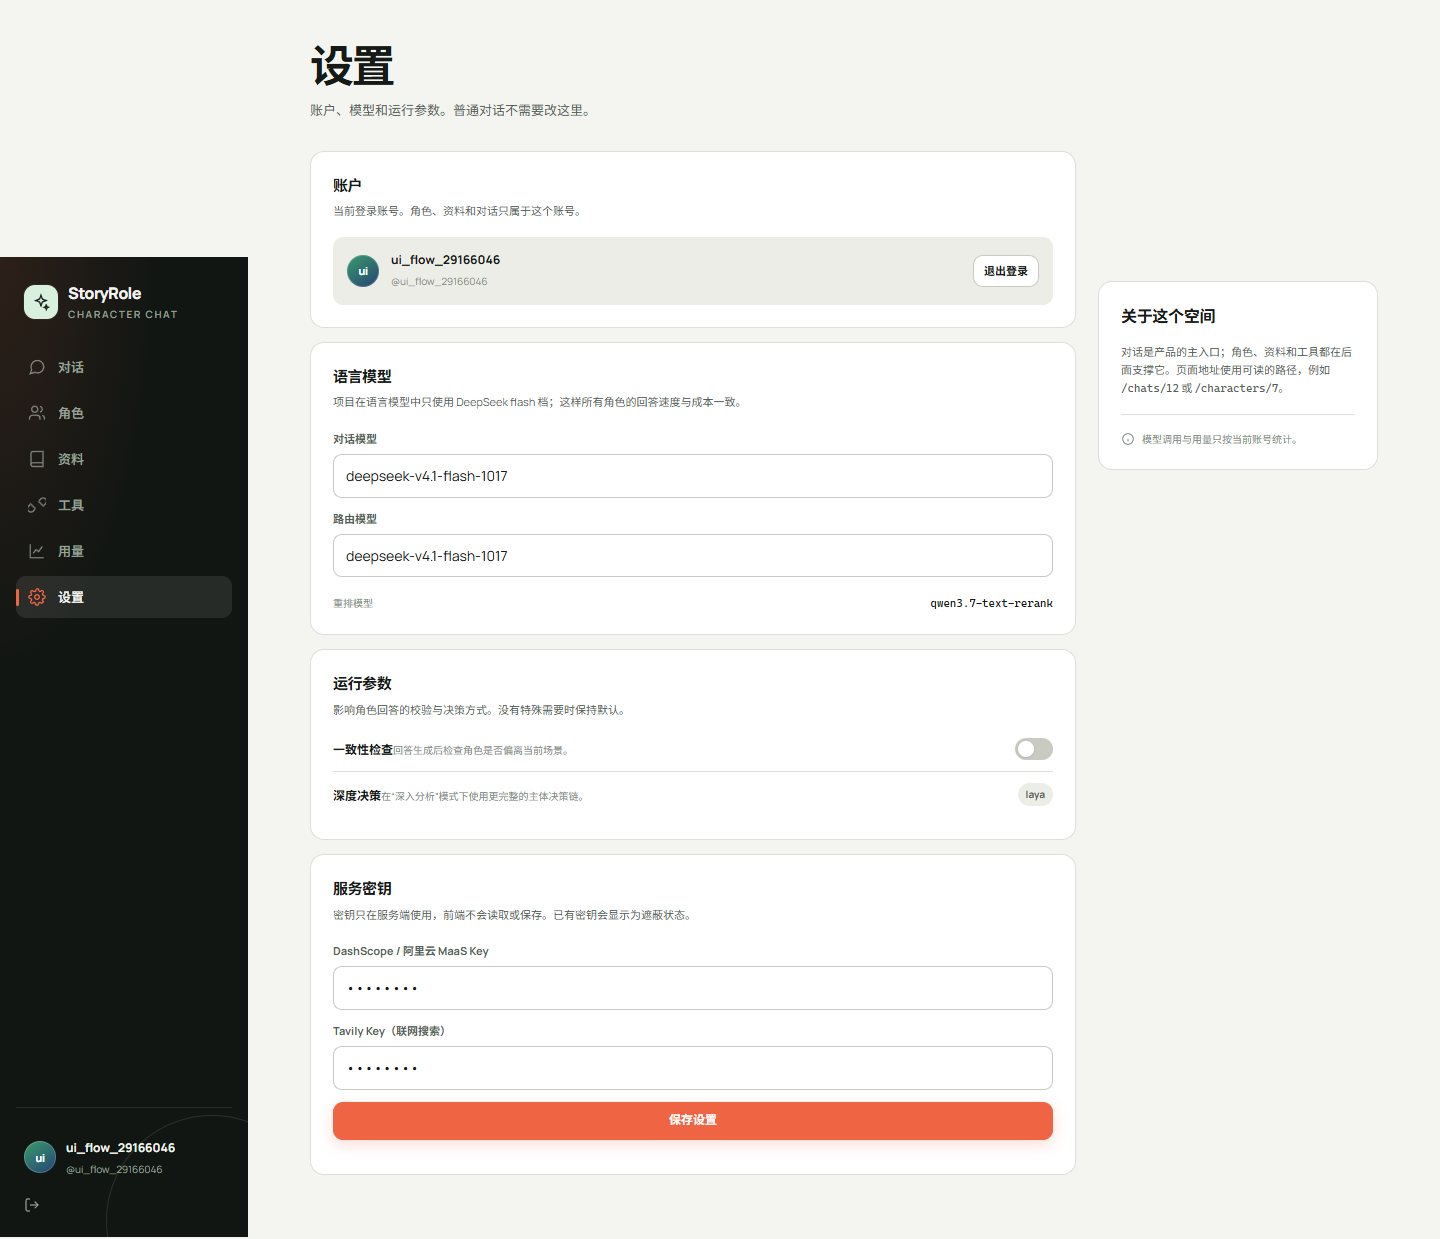 设置
账户、模型和运行参数。普通对话不需要改这里。
StoryRole
CHARACTER CHAT
对话
角色
资料
工具
用量
设置
ui
ui_flow_29166046
@ui_flow_29166046
账户
当前登录账号。角色、资料和对话只属于这个账号。
ui
ui_flow_29166046
@ui_flow_29166046
退出登录
语言模型
项目在语言模型中只使用 DeepSeek flash 档；这样所有角色的回答速度与成本一致。
对话模型
deepseek-v4.1-flash-1017
路由模型
deepseek-v4.1-flash-1017
重排模型
qwen3.7-text-rerank
运行参数
影响角色回答的校验与决策方式。没有特殊需要时保持默认。
一致性检查回答生成后检查角色是否偏离当前场景。
深度决策在“深入分析”模式下使用更完整的主体决策链。
laya
服务密钥
密钥只在服务端使用，前端不会读取或保存。已有密钥会显示为遮蔽状态。
DashScope / 阿里云 MaaS Key
••••••••
Tavily Key（联网搜索）
••••••••
保存设置
关于这个空间
对话是产品的主入口；角色、资料和工具都在后
面支撑它。页面地址使用可读的路径，例如
/chats/12 或 /characters/7。
模型调用与用量只按当前账号统计。